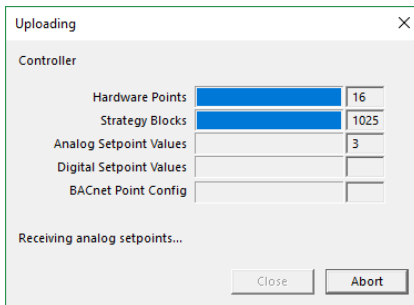 Uploading
Controller
Hardware Points 16
Strategy Blocks 1025
Analog Setpoint Values 3
Digital Setpoint Values
BACnet Point Config
Receiving analog setpoints...
Close Abort